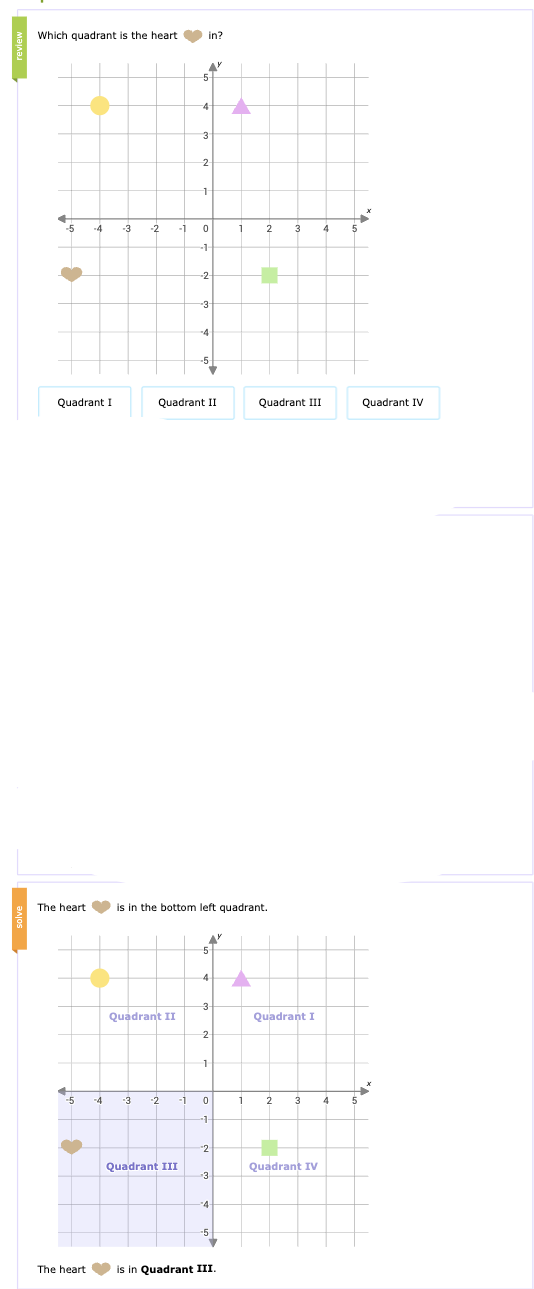 review
Which quadrant is the heart in?
y
5
4
3
2
1
x
-5 -4 -3 -2 -1 0 1 2 3 4 5
-1
-2
-3
-4
-5
Quadrant I Quadrant II Quadrant III Quadrant IV
solve
The heart is in the bottom left quadrant.
y
5
4
3
Quadrant II Quadrant I
2
1
x
-5 -4 -3 -2 -1 0 1 2 3 4 5
-1
-2
Quadrant III Quadrant IV
-3
-4
-5
The heart is in Quadrant III.